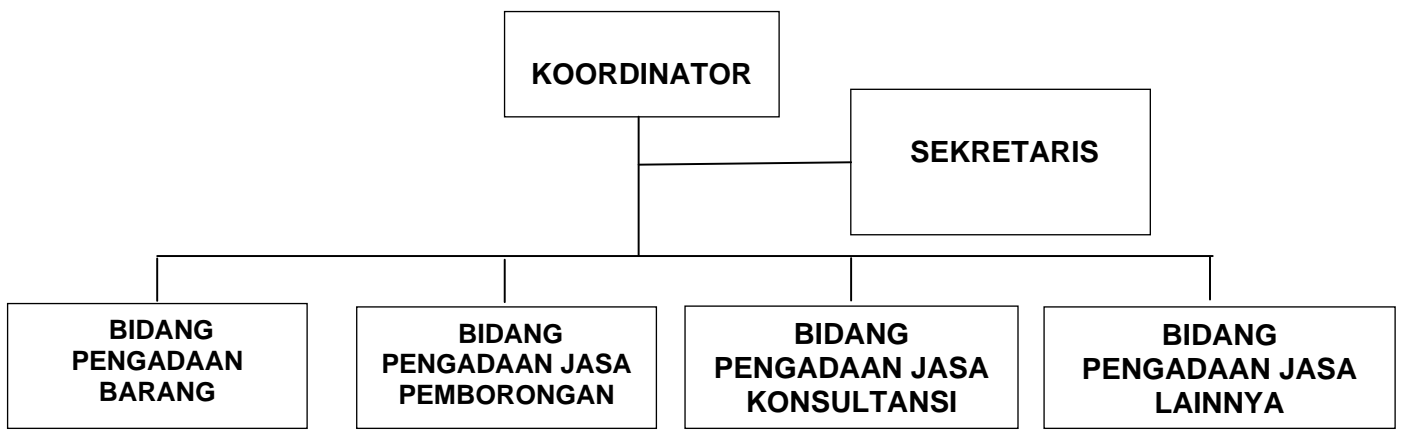 KOORDINATOR
SEKRETARIS
BIDANG
PENGADAAN
BARANG
BIDANG
PENGADAAN JASA
PEMBORONGAN
BIDANG
PENGADAAN JASA
KONSULTANSI
BIDANG
PENGADAAN JASA
LAINNYA